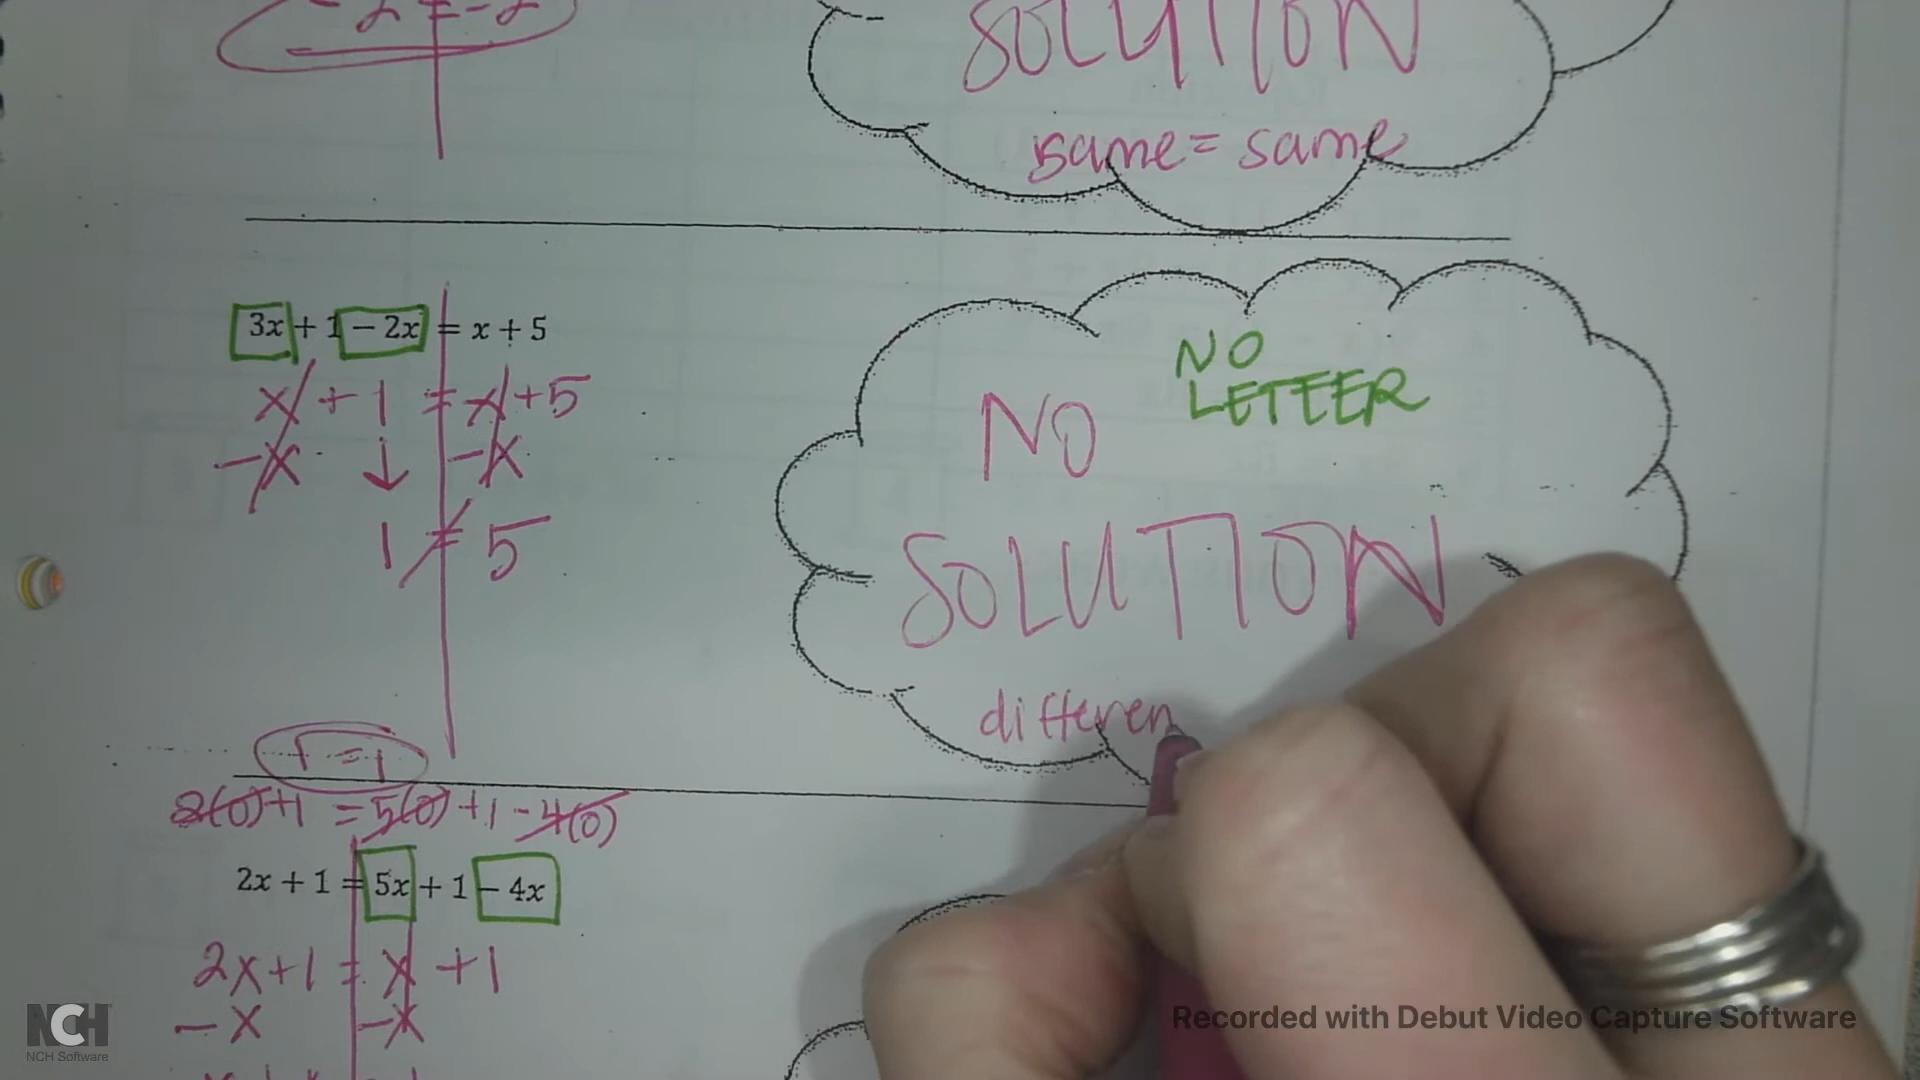 -2=-2
SOLUTION
same = same
3x + 1 - 2x = x + 5
x + 1 = x + 5
-x ↓ -x
1 ≠ 5
NO
LETEER
NO
SOLUTION
differen
1 = 1
2(0)+1 = 5(0)+1-4(0)
2x + 1 = 5x + 1 - 4x
2x+1 = x +1
-x -x
NCH
NCH Software
Recorded with Debut Video Capture Software